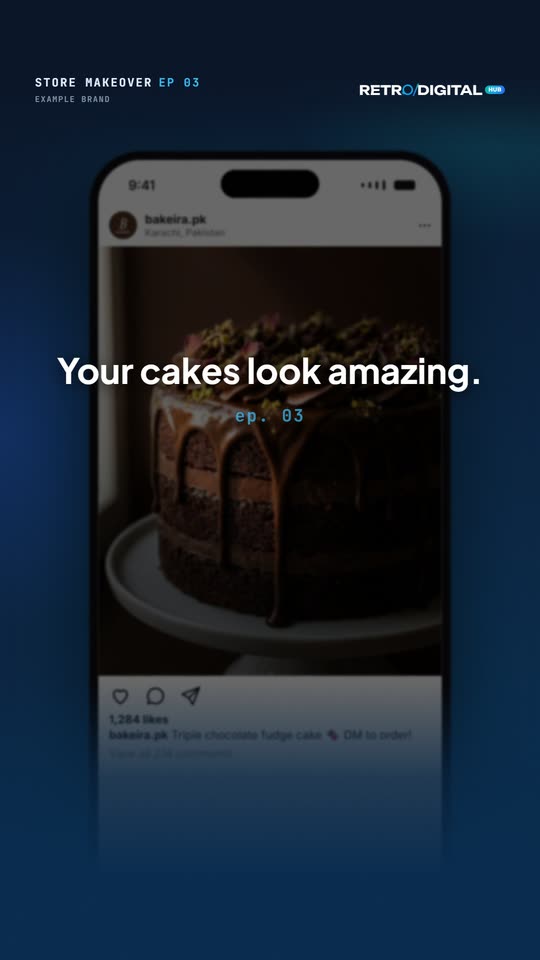 STORE MAKEOVER EP 03
EXAMPLE BRAND
RETRO/DIGITAL HUB
9:41
bakeira.pk
Karachi, Pakistan
Your cakes look amazing.
ep. 03
1,284 likes
bakeira.pk Triple chocolate fudge cake 🍫 DM to order!